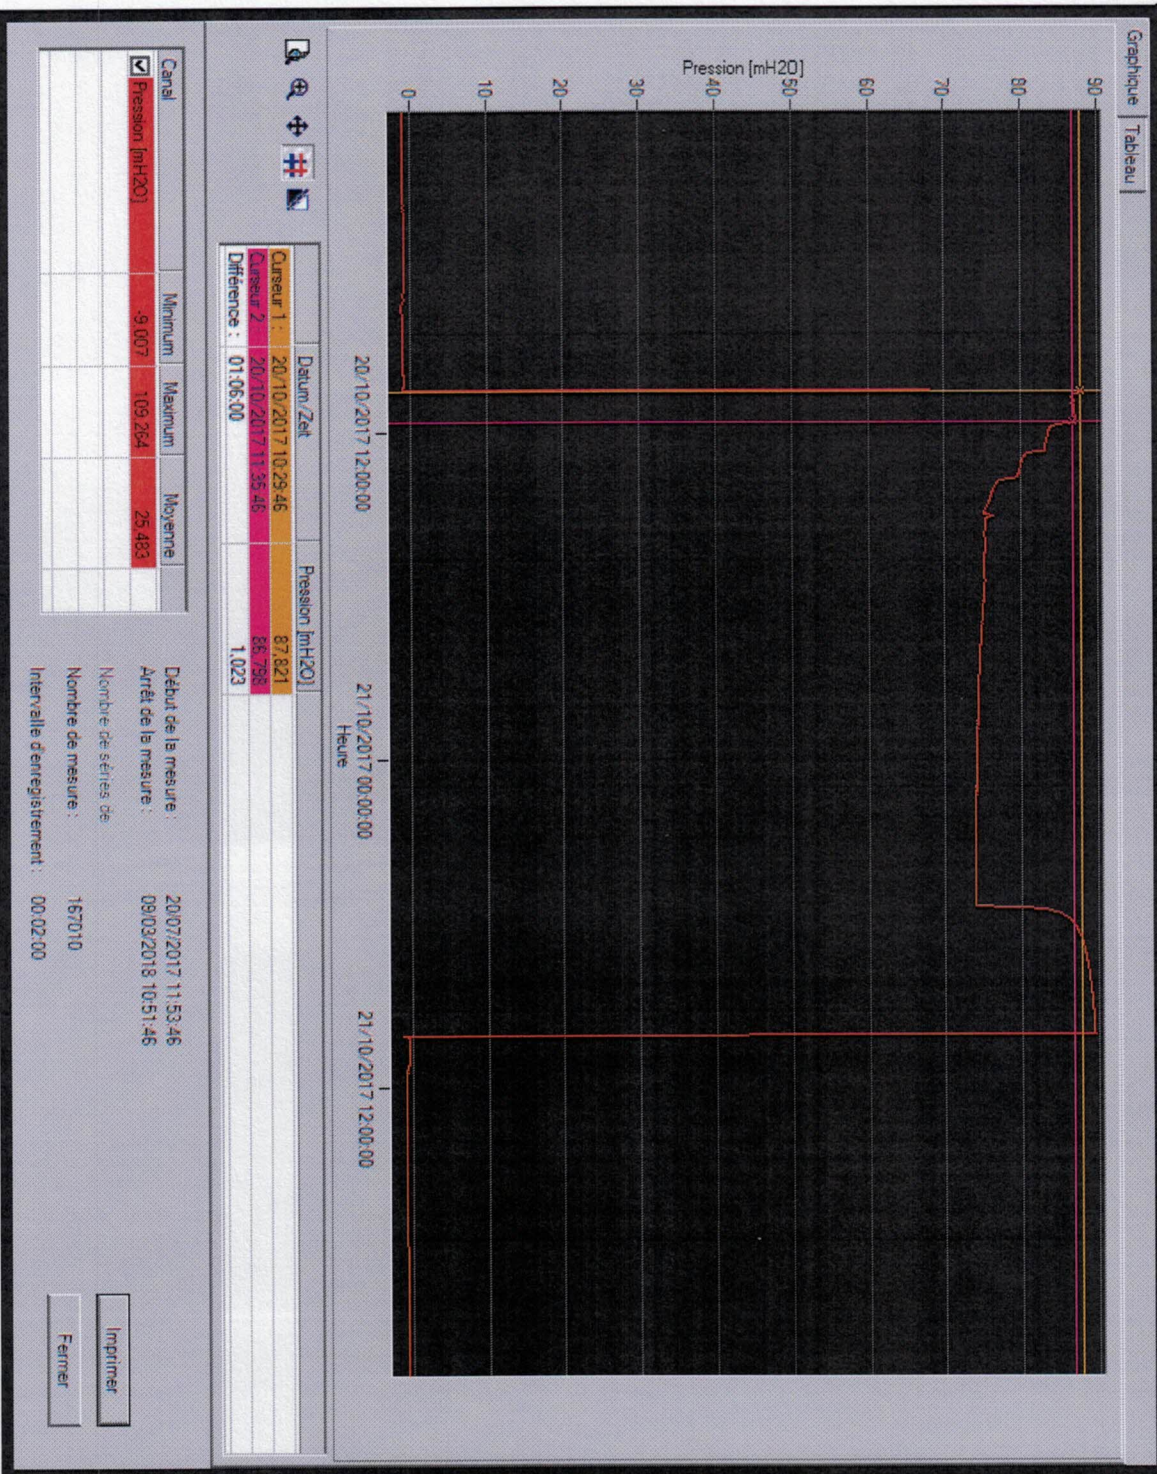 Graphique Tableau
Pression [mH2O]
90
80
70
60
50
40
30
20
10
0
20/10/2017 12:00:00
21/10/2017 00:00:00
21/10/2017 12:00:00
Heure
Datum/Zeit Pression [mH2O]
Curseur 1 : 20/10/2017 10:29:46 87,821
Curseur 2 : 20/10/2017 11:35:46 86,798
Différence : 01:06:00 1,023
Canal Minimum Maximum Moyenne
Pression [mH2O] -9,007 109,264 25,483
Début de la mesure : 20/07/2017 11:53:46
Arrêt de la mesure : 09/03/2018 10:51:46
Nombre de séries de
Nombre de mesure : 167010
Intervalle d'enregistrement : 00:02:00
Imprimer
Fermer